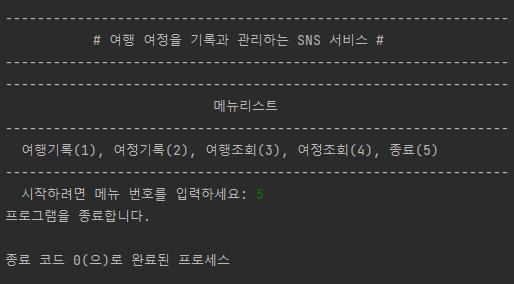 ---------------------------------------------------------------
# 여행 여정을 기록과 관리하는 SNS 서비스 #
---------------------------------------------------------------
---------------------------------------------------------------
메뉴리스트
---------------------------------------------------------------
여행기록(1), 여정기록(2), 여행조회(3), 여정조회(4), 종료(5)
---------------------------------------------------------------
시작하려면 메뉴 번호를 입력하세요: 5
프로그램을 종료합니다.
종료 코드 0(으)로 완료된 프로세스